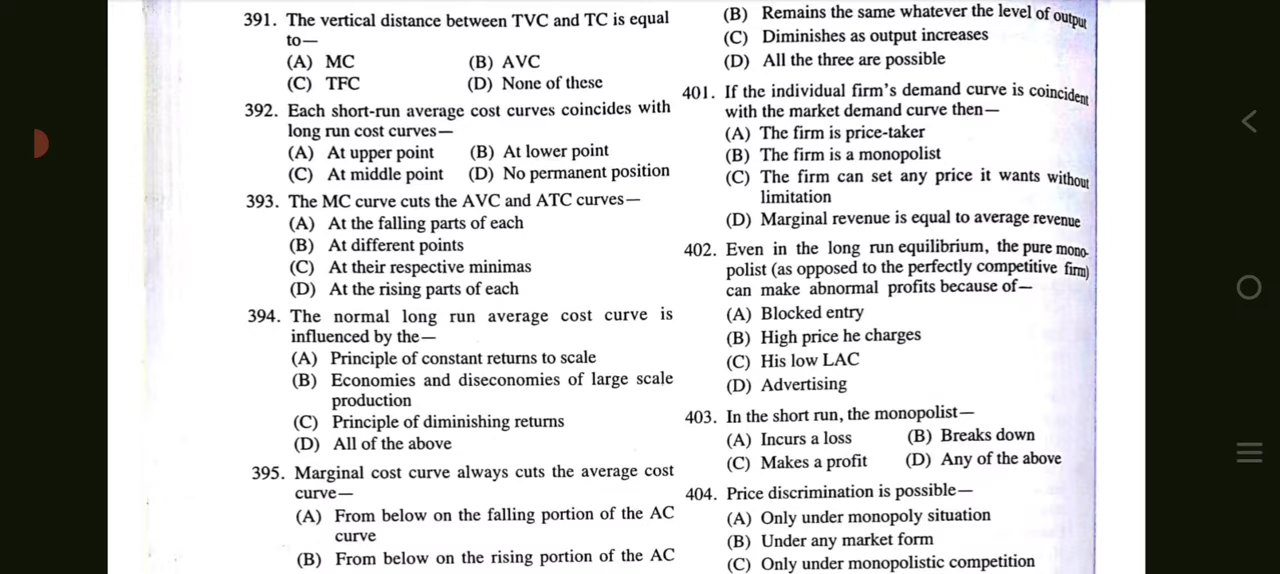 391. The vertical distance between TVC and TC is equal
to—
(A) MC (B) AVC
(C) TFC (D) None of these
392. Each short-run average cost curves coincides with
long run cost curves—
(A) At upper point (B) At lower point
(C) At middle point (D) No permanent position
393. The MC curve cuts the AVC and ATC curves—
(A) At the falling parts of each
(B) At different points
(C) At their respective minimas
(D) At the rising parts of each
394. The normal long run average cost curve is
influenced by the—
(A) Principle of constant returns to scale
(B) Economies and diseconomies of large scale
production
(C) Principle of diminishing returns
(D) All of the above
395. Marginal cost curve always cuts the average cost
curve—
(A) From below on the falling portion of the AC
curve
(B) From below on the rising portion of the AC
(B) Remains the same whatever the level of output
(C) Diminishes as output increases
(D) All the three are possible
401. If the individual firm's demand curve is coincident
with the market demand curve then—
(A) The firm is price-taker
(B) The firm is a monopolist
(C) The firm can set any price it wants without
limitation
(D) Marginal revenue is equal to average revenue
402. Even in the long run equilibrium, the pure mono-
polist (as opposed to the perfectly competitive firm)
can make abnormal profits because of—
(A) Blocked entry
(B) High price he charges
(C) His low LAC
(D) Advertising
403. In the short run, the monopolist—
(A) Incurs a loss (B) Breaks down
(C) Makes a profit (D) Any of the above
404. Price discrimination is possible—
(A) Only under monopoly situation
(B) Under any market form
(C) Only under monopolistic competition